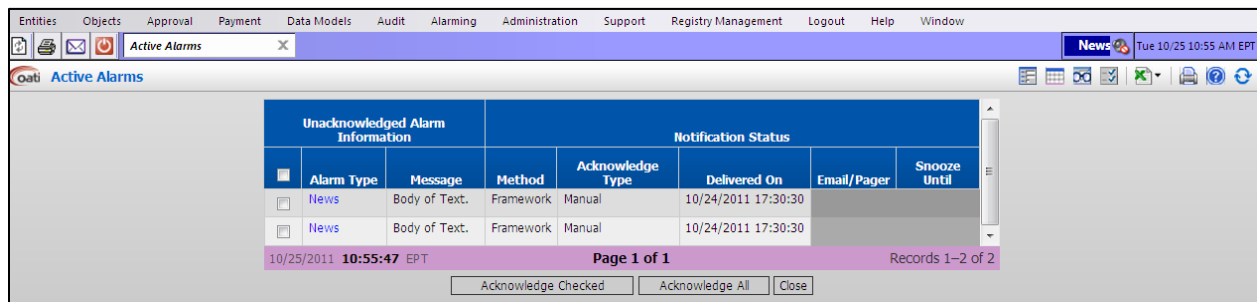 Entities Objects Approval Payment Data Models Audit Alarming Administration Support Registry Management Logout Help Window
Active Alarms X News Tue 10/25 10:55 AM EPT
oati Active Alarms
Unacknowledged Alarm Information Notification Status
Alarm Type Message Method Acknowledge Type Delivered On Email/Pager Snooze Until
News Body of Text. Framework Manual 10/24/2011 17:30:30
News Body of Text. Framework Manual 10/24/2011 17:30:30
10/25/2011 10:55:47 EPT Page 1 of 1 Records 1–2 of 2
Acknowledge Checked Acknowledge All Close